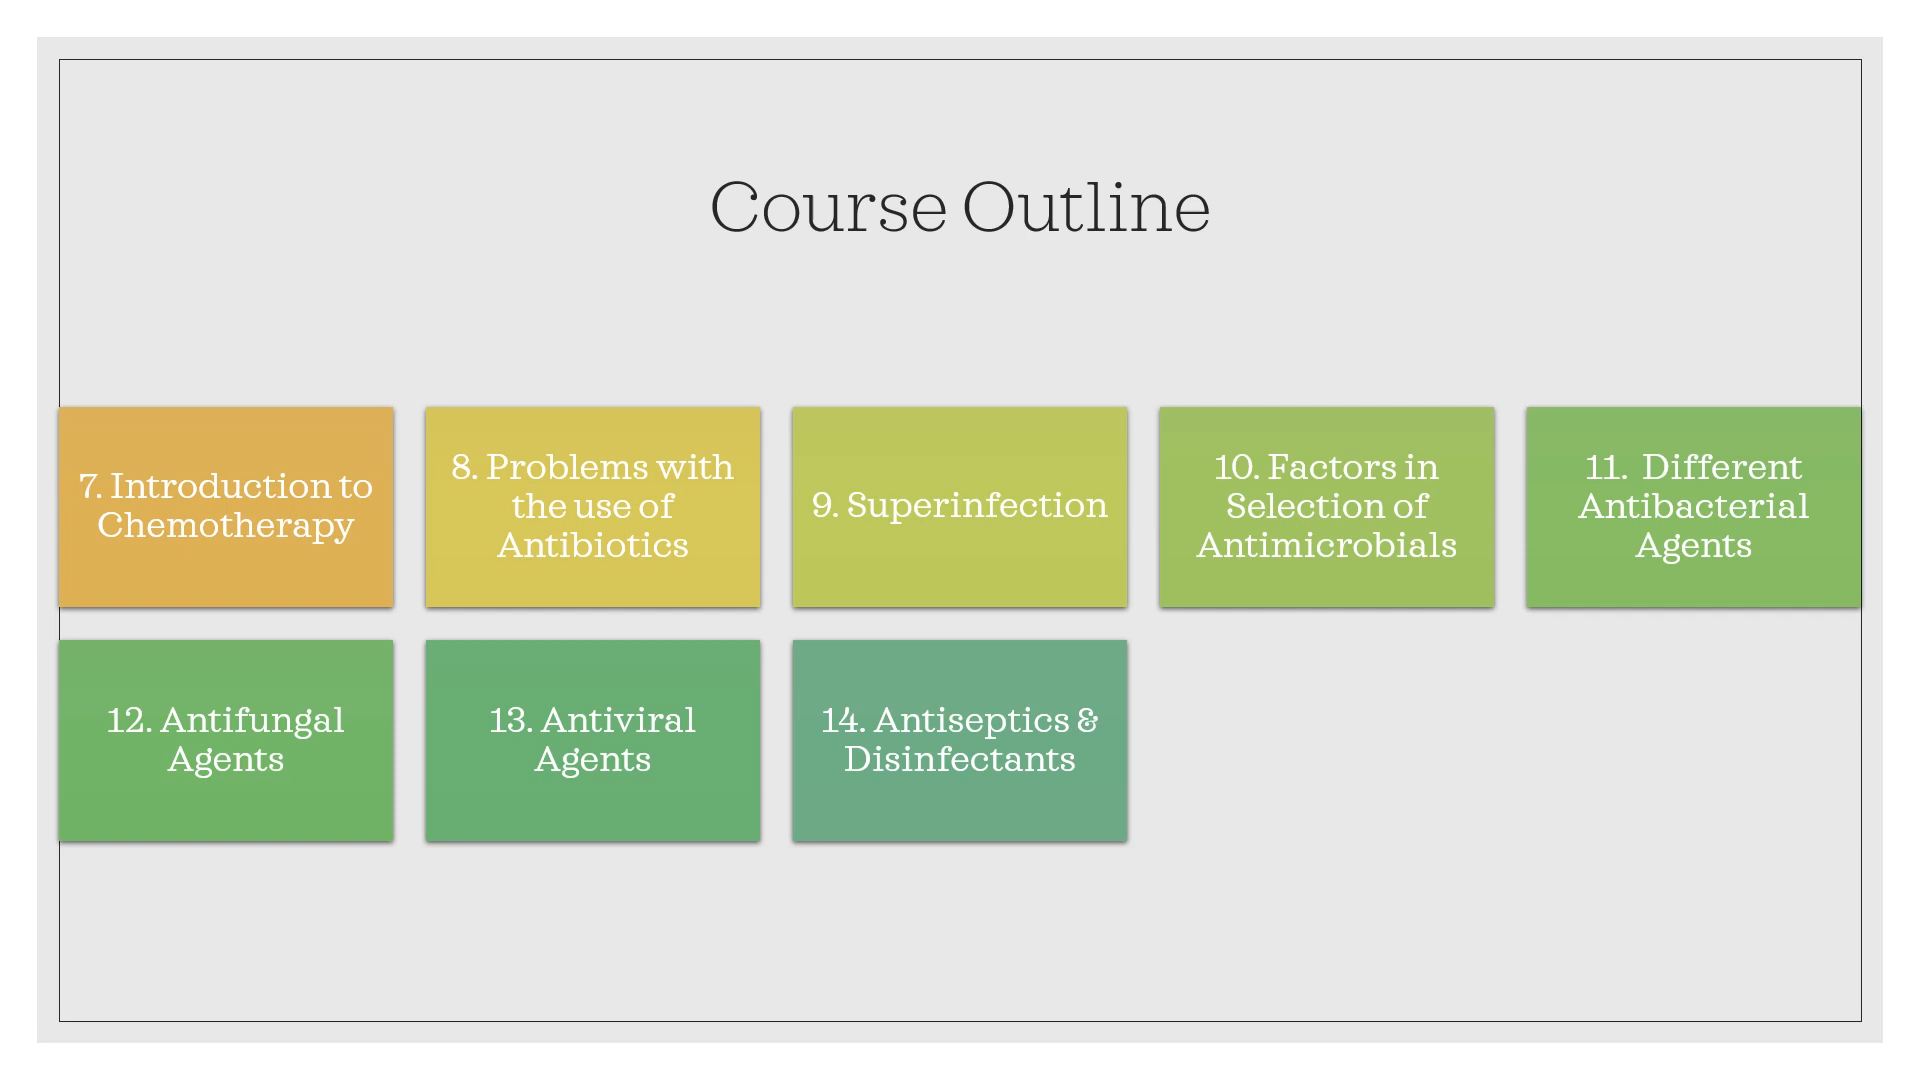 Course Outline
7. Introduction to
Chemotherapy
8. Problems with
the use of
Antibiotics
9. Superinfection
10. Factors in
Selection of
Antimicrobials
11.  Different
Antibacterial
Agents
12. Antifungal
Agents
13. Antiviral
Agents
14. Antiseptics &
Disinfectants